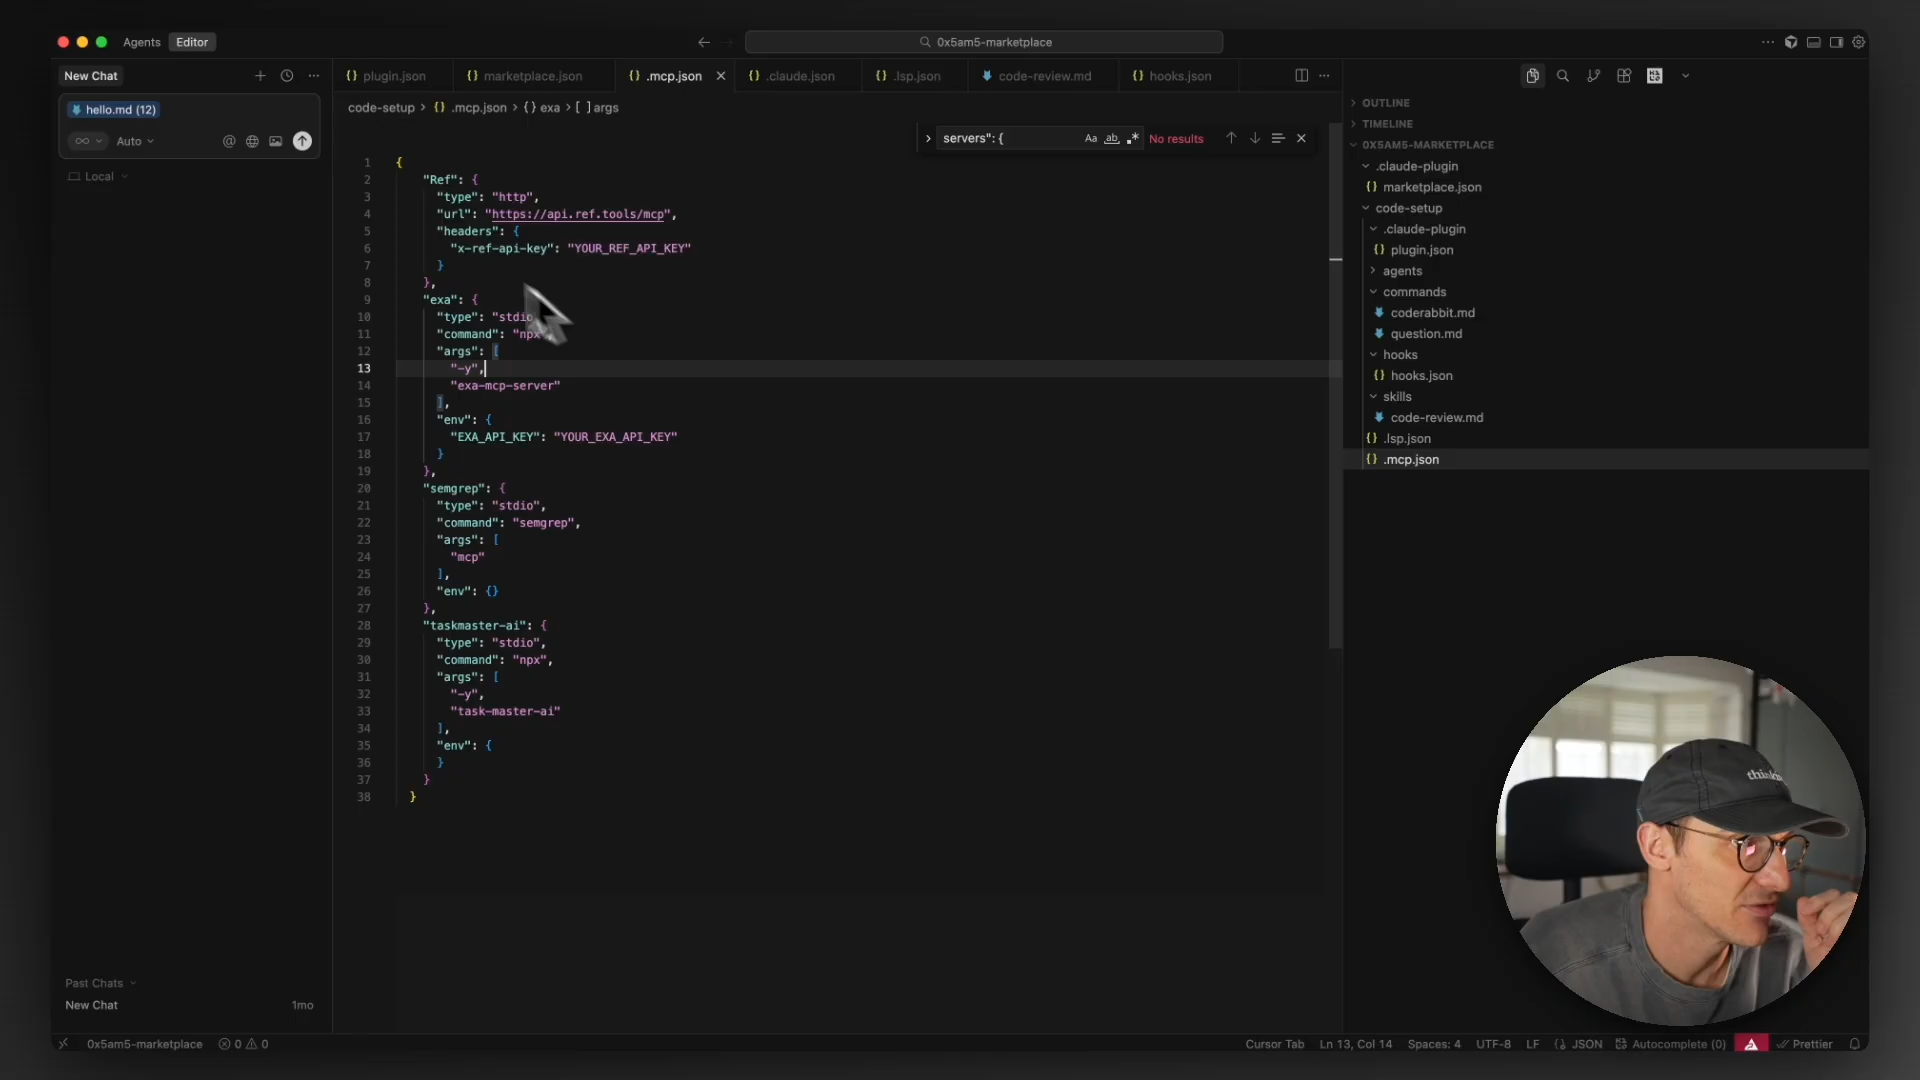 Agents Editor
0x5am5-marketplace
New Chat
hello.md (12)
Auto
Local
Past Chats
New Chat 1mo
plugin.json
marketplace.json
.mcp.json
.claude.json
.lsp.json
code-review.md
hooks.json
code-setup > {} .mcp.json > {} exa > [ ] args
servers": {
Aa ab No results
1 {
2 "Ref": {
3 "type": "http",
4 "url": "https://api.ref.tools/mcp",
5 "headers": {
6 "x-ref-api-key": "YOUR_REF_API_KEY"
7 }
8 },
9 "exa": {
10 "type": "stdio
11 "command": "npx
12 "args": [
13 "-y",
14 "exa-mcp-server"
15 ],
16 "env": {
17 "EXA_API_KEY": "YOUR_EXA_API_KEY"
18 }
19 },
20 "semgrep": {
21 "type": "stdio",
22 "command": "semgrep",
23 "args": [
24 "mcp"
25 ],
26 "env": {}
27 },
28 "taskmaster-ai": {
29 "type": "stdio",
30 "command": "npx",
31 "args": [
32 "-y",
33 "task-master-ai"
34 ],
35 "env": {
36 }
37 }
38 }
OUTLINE
TIMELINE
0X5AM5-MARKETPLACE
.claude-plugin
{} marketplace.json
code-setup
.claude-plugin
{} plugin.json
agents
commands
coderabbit.md
question.md
hooks
{} hooks.json
skills
code-review.md
{} .lsp.json
{} .mcp.json
0x5am5-marketplace 0 0
Cursor Tab Ln 13, Col 14 Spaces: 4 UTF-8 LF JSON Autocomplete (0) Prettier